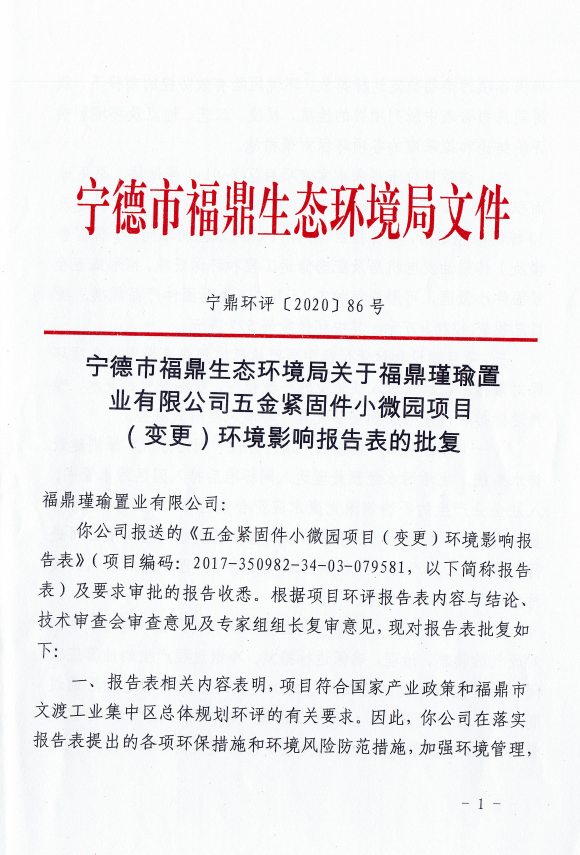 宁德市福鼎生态环境局文件
宁鼎环评〔2020〕86号
宁德市福鼎生态环境局关于福鼎瑾瑜置
业有限公司五金紧固件小微园项目
（变更）环境影响报告表的批复
福鼎瑾瑜置业有限公司：
你公司报送的《五金紧固件小微园项目（变更）环境影响报
告表》（项目编码：2017-350982-34-03-079581，以下简称报告
表）及要求审批的报告收悉。根据项目环评报告表内容与结论、
技术审查会审查意见及专家组组长复审意见，现对报告表批复如
下：
一、报告表相关内容表明，项目符合国家产业政策和福鼎市
文渡工业集中区总体规划环评的有关要求。因此，你公司在落实
报告表提出的各项环保措施和环境风险防范措施，加强环境管理，
- 1 -